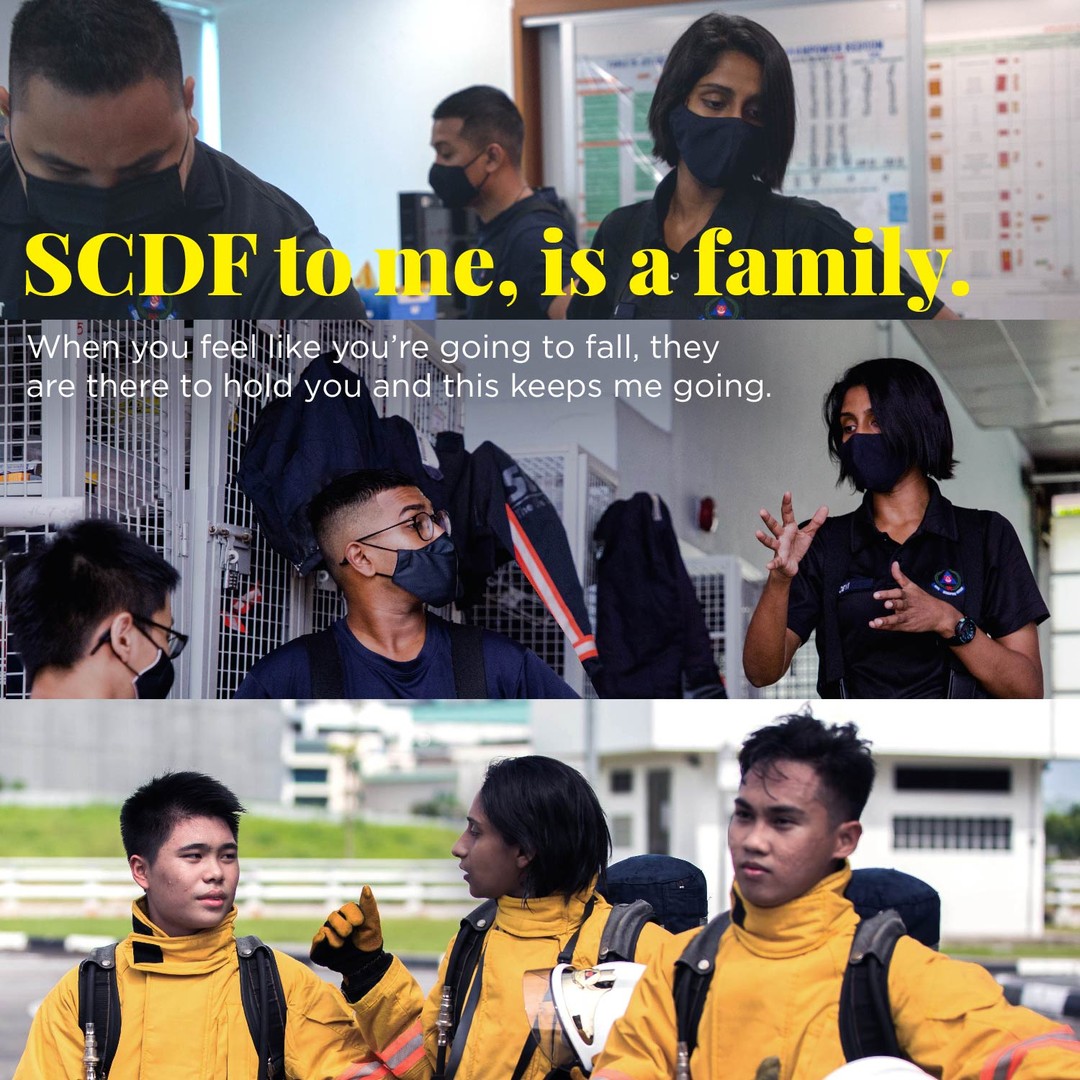 SCDF to me, is a family.
When you feel like you're going to fall, they
are there to hold you and this keeps me going.